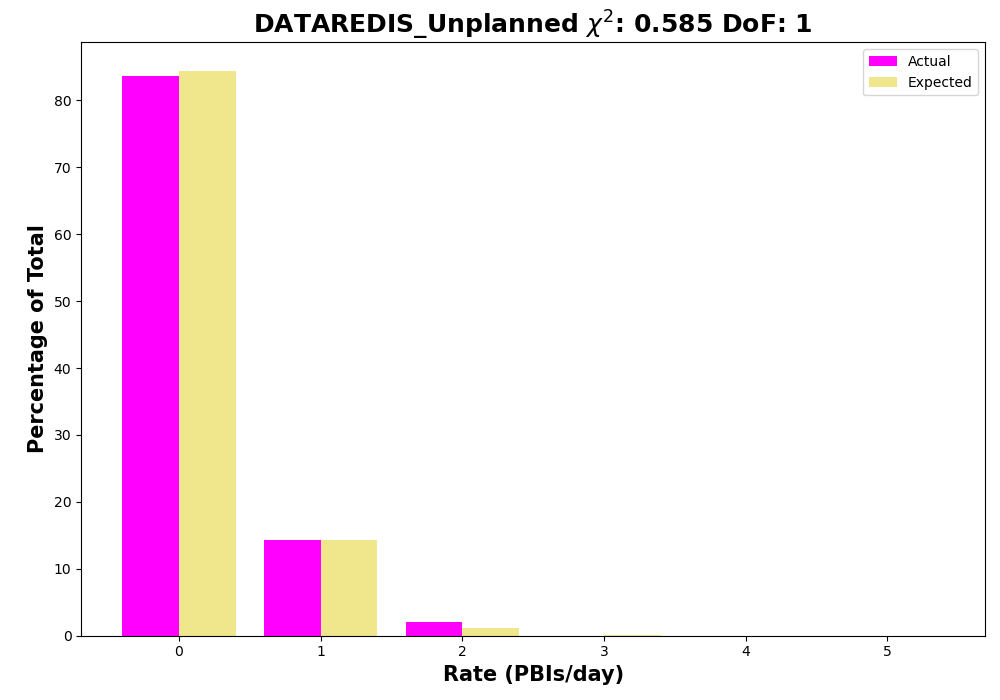 DATAREDIS_Unplanned χ²: 0.585 DoF: 1
Actual
Expected
Percentage of Total
80
70
60
50
40
30
20
10
0
0 1 2 3 4 5
Rate (PBIs/day)